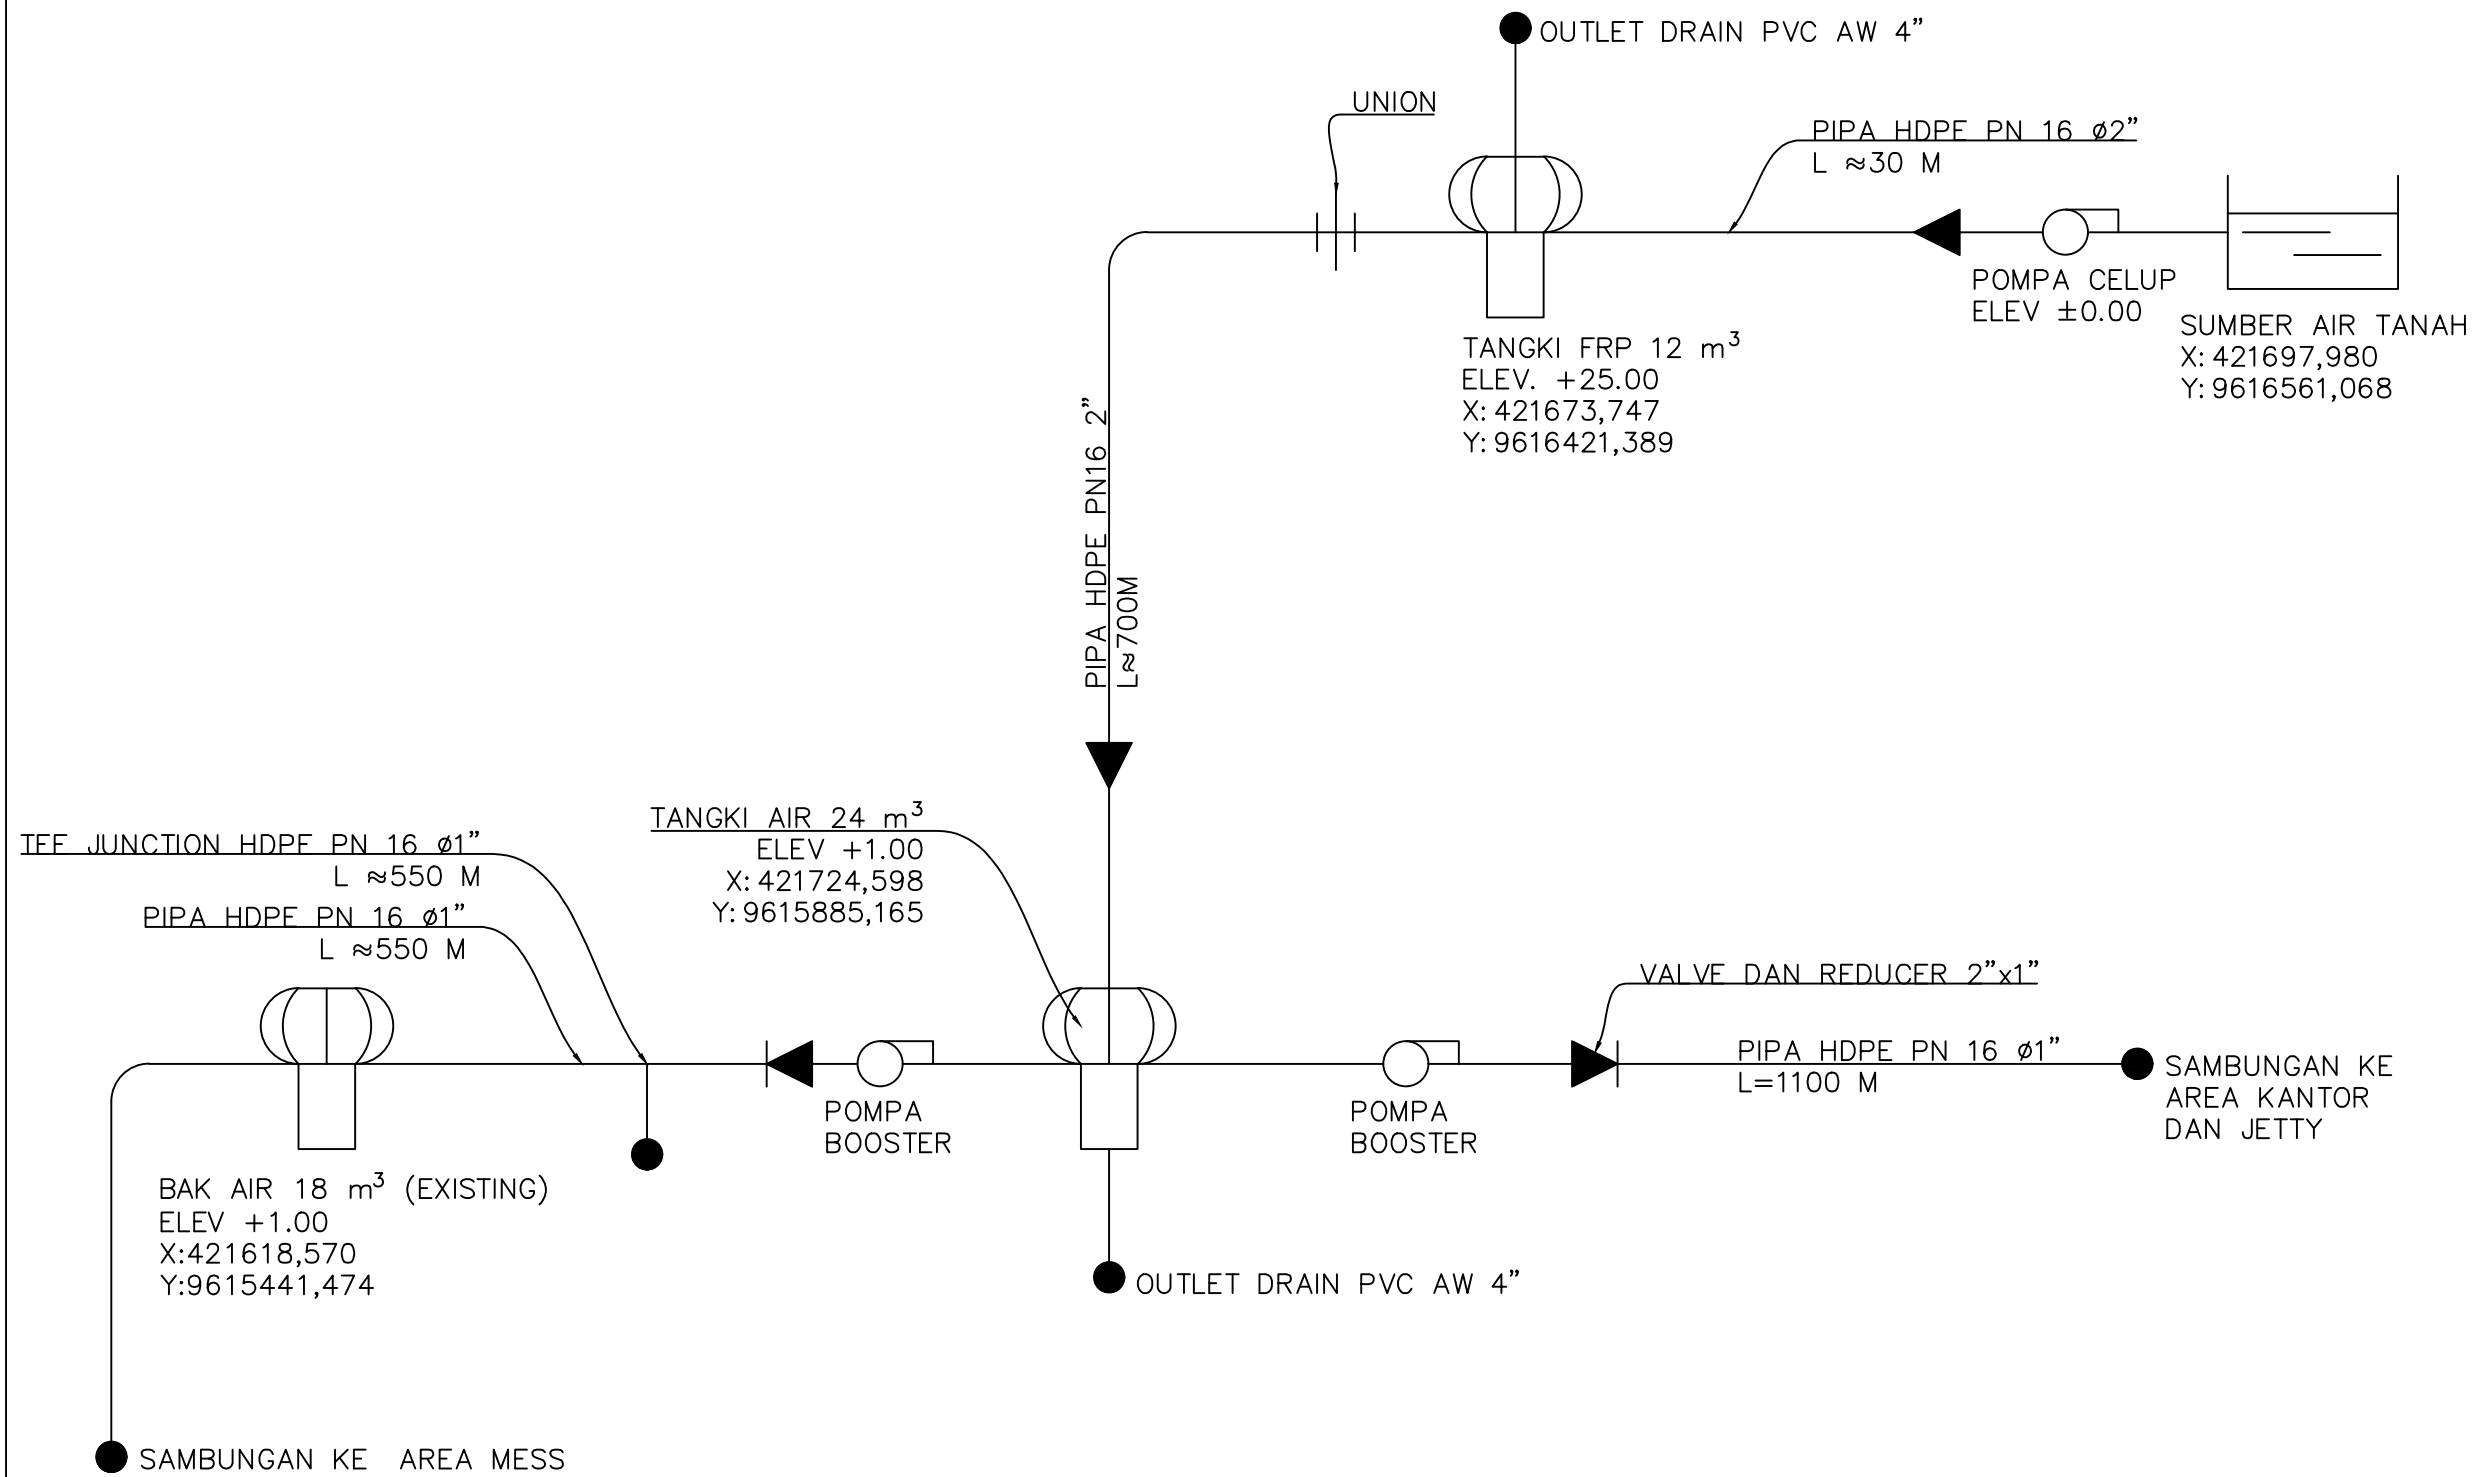 OUTLET DRAIN PVC AW 4"
UNION
PIPA HDPE PN 16 ø2"
L ≈30 M
POMPA CELUP
ELEV ±0.00
SUMBER AIR TANAH
X: 421697,980
Y: 9616561,068
TANGKI FRP 12 m³
ELEV. +25.00
X: 421673,747
Y: 9616421,389
PIPA HDPE PN16 2"
L≈700M
TANGKI AIR 24 m³
ELEV +1.00
X: 421724,598
Y: 9615885,165
TEE JUNCTION HDPE PN 16 ø1"
L ≈550 M
PIPA HDPE PN 16 ø1"
L ≈550 M
VALVE DAN REDUCER 2"x1"
PIPA HDPE PN 16 ø1"
L=1100 M
SAMBUNGAN KE
AREA KANTOR
DAN JETTY
POMPA
BOOSTER
POMPA
BOOSTER
BAK AIR 18 m³ (EXISTING)
ELEV +1.00
X:421618,570
Y:9615441,474
OUTLET DRAIN PVC AW 4"
SAMBUNGAN KE AREA MESS